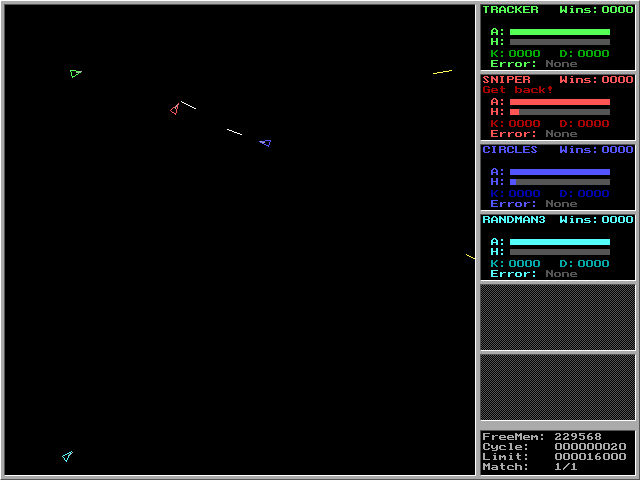 TRACKER Wins:0000
A:
H:
K:0000 D:0000
Error: None
SNIPER Wins:0000
Get back!
A:
H:
K:0000 D:0000
Error: None
CIRCLES Wins:0000
A:
H:
K:0000 D:0000
Error: None
RANDMAN3 Wins:0000
A:
H:
K:0000 D:0000
Error: None
FreeMem: 229568
Cycle: 000000020
Limit: 000016000
Match: 1/1